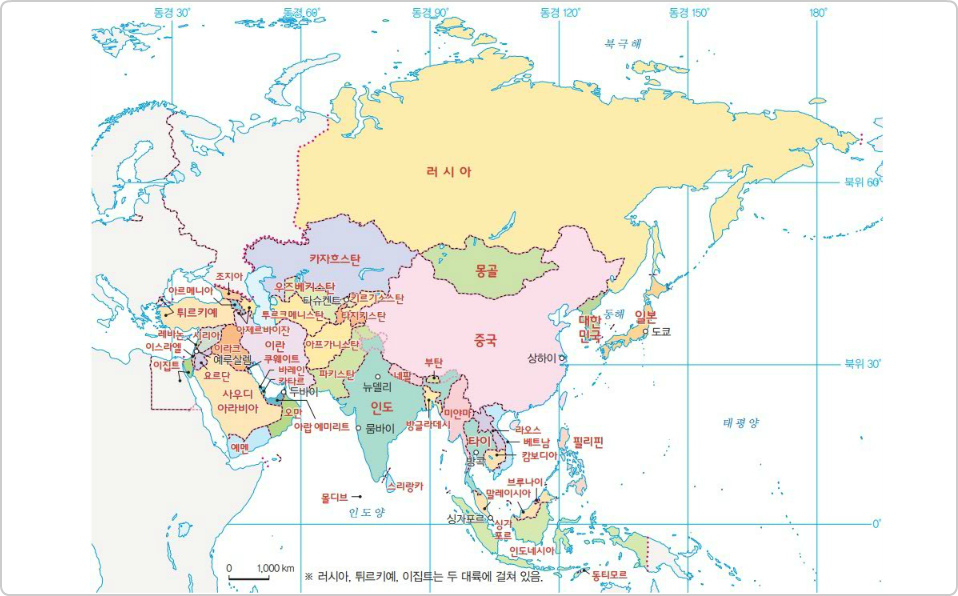 동경 30°
동경 60°
동경 90°
동경 120°
동경 150°
180°
북극해
러시아
북위 60°
카자흐스탄
몽골
조지아
아르메니아
우즈베키스탄
타슈켄트
키르기스스탄
튀르키예
투르크메니스탄
타지키스탄
아제르바이잔
동해
대한
민국
일본
도쿄
레바논
시리아
이스라엘
이라크
이란
아프가니스탄
중국
예루살렘
쿠웨이트
상하이
이집트
요르단
바레인
카타르
파키스탄
네팔
부탄
북위 30°
뉴델리
사우디
아라비아
두바이
인도
오만
아랍 에미리트
뭄바이
방글라데시
미얀마
태평양
라오스
예멘
타이
베트남
필리핀
방콕
캄보디아
스리랑카
브루나이
몰디브
말레이시아
인도양
싱가포르
싱가
포르
0°
인도네시아
동티모르
0 1,000 km
※ 러시아, 튀르키예, 이집트는 두 대륙에 걸쳐 있음.